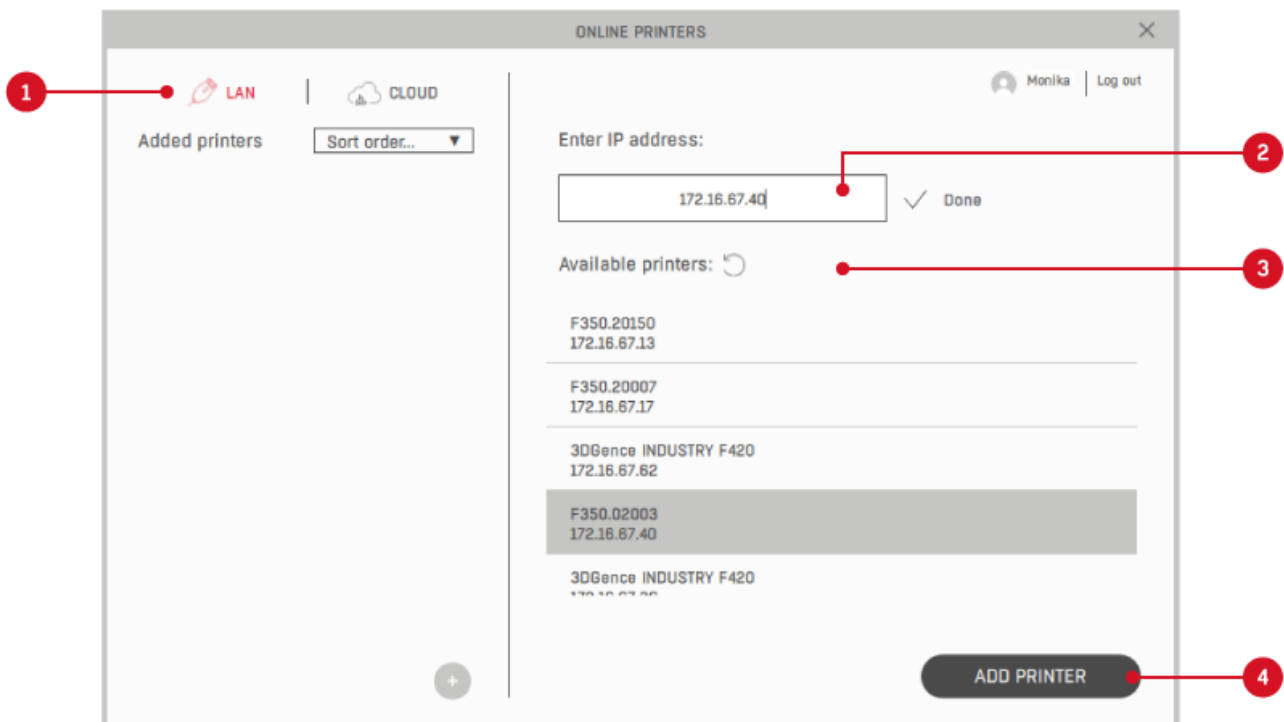 ONLINE PRINTERS
1
LAN
CLOUD
Monika
Log out
Added printers
Sort order...
Enter IP address:
2
172.16.67.40
Done
Available printers:
3
F350.20150
172.16.67.13
F350.20007
172.16.67.17
3DGence INDUSTRY F420
172.16.67.62
F350.02003
172.16.67.40
3DGence INDUSTRY F420
+
ADD PRINTER
4